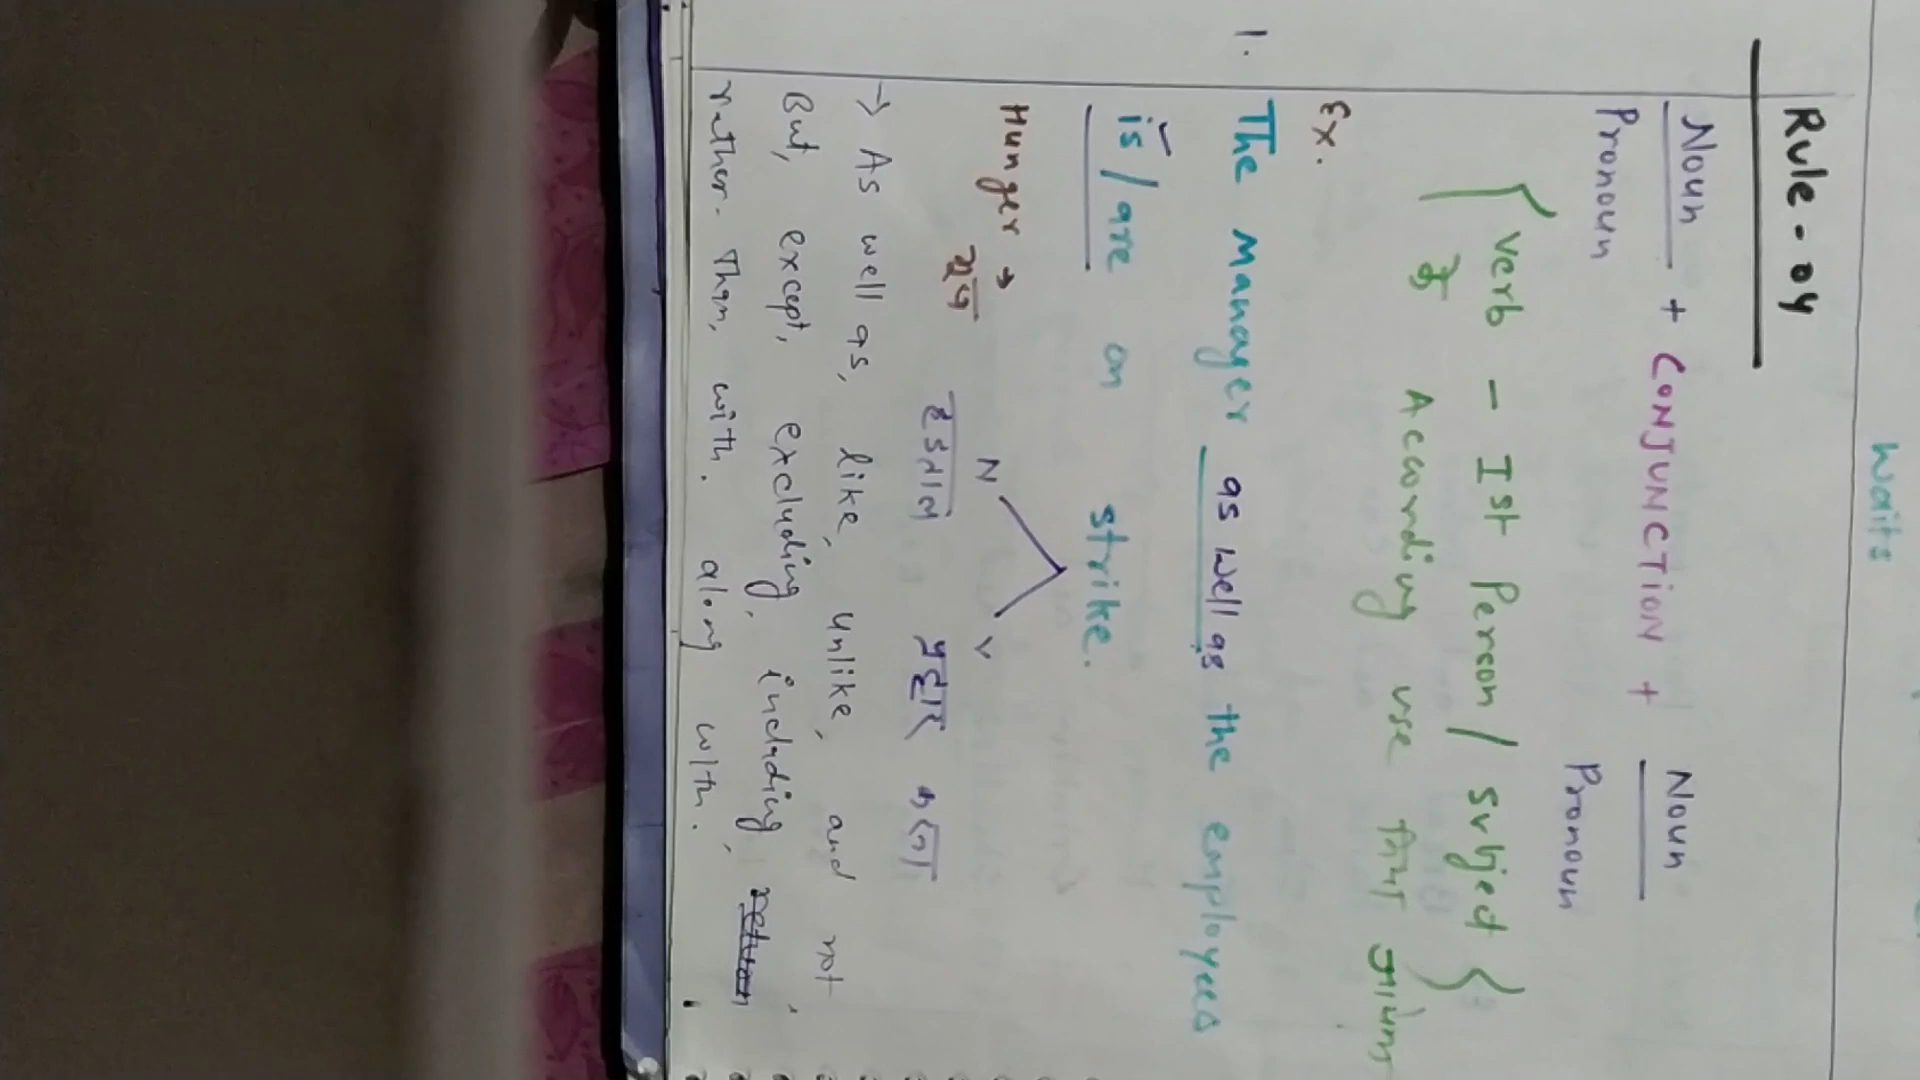 waits
Rule - 04
Noun + CONJUNCTION + Noun
Pronoun Pronoun
{ verb - Ist Person / subject }
के According use किया जायेगा
Ex.
1. The manager as well as the employees
is / are on strike.
Hunger → N V
हडताल प्रहार करना
→ As well as, like, unlike, and not,
But, except, excluding, including,
rather than, with. along with.